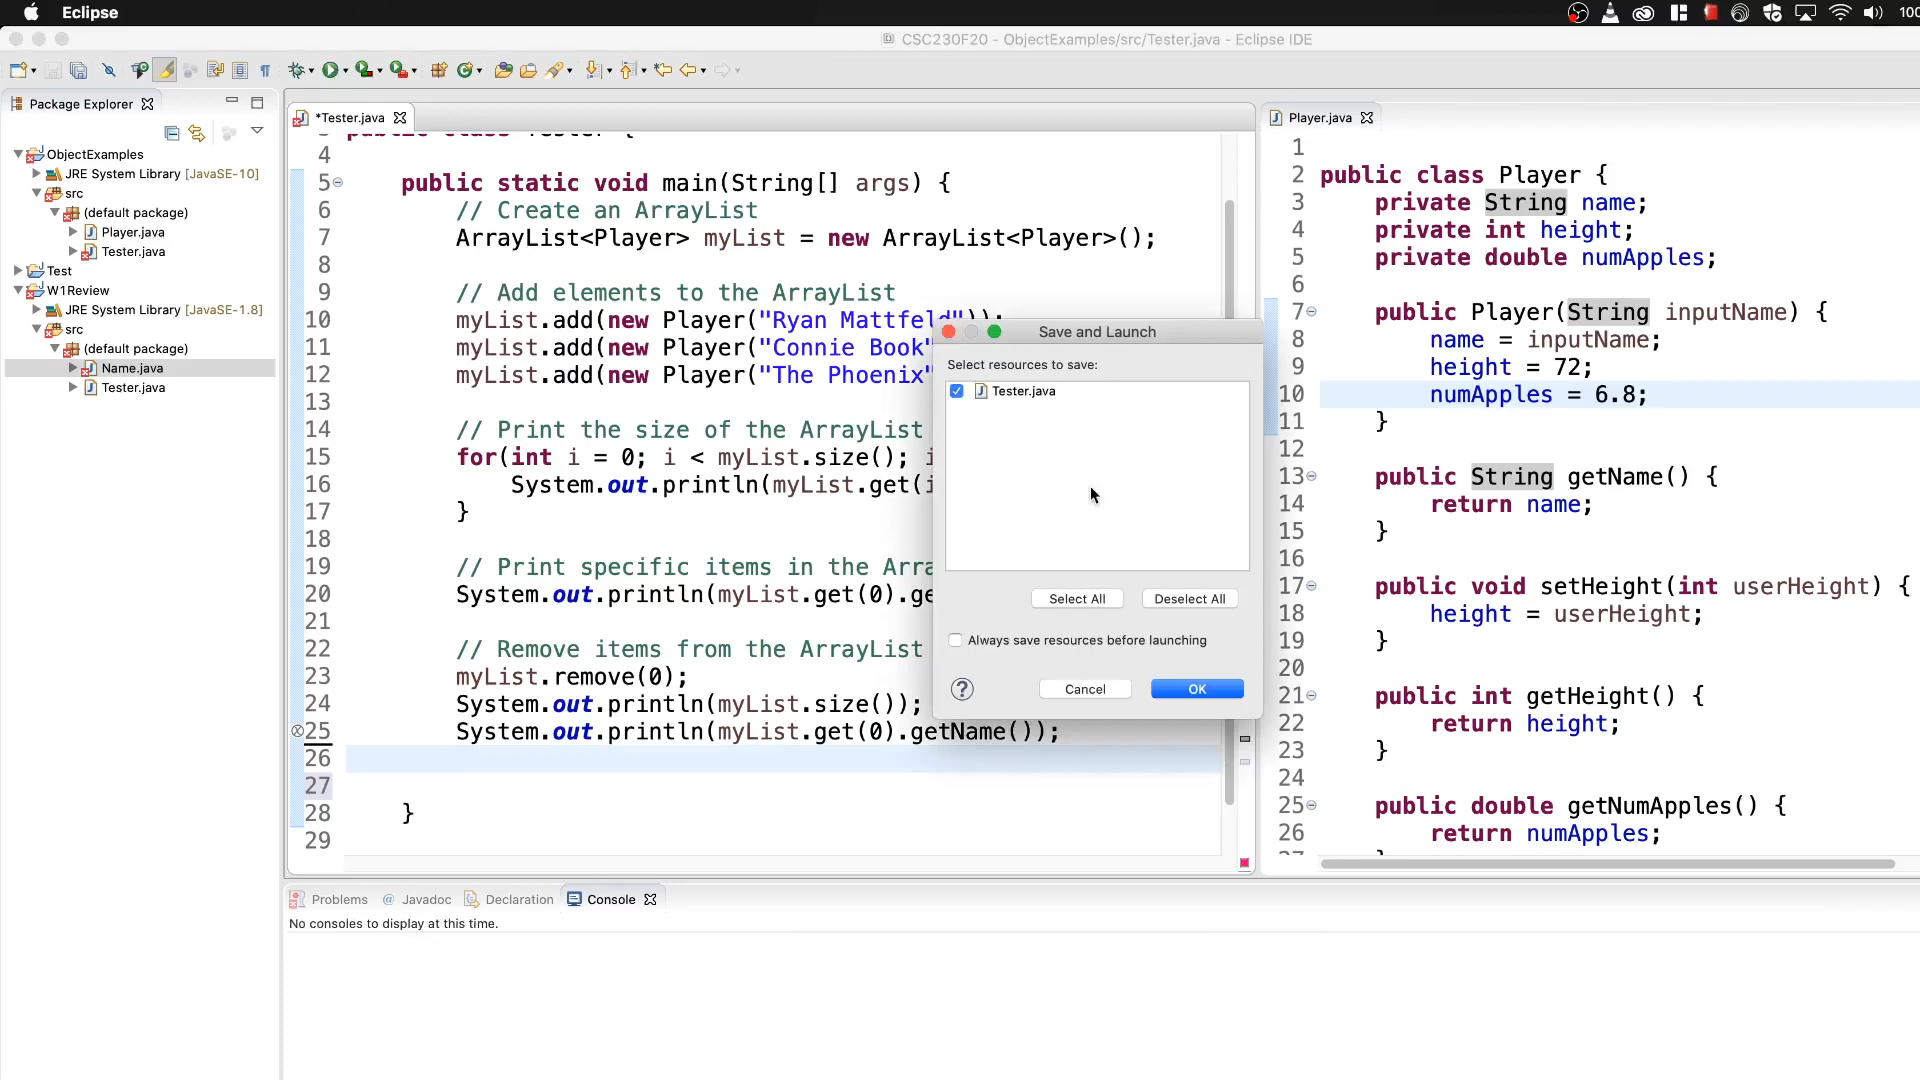 Eclipse
100
CSC230F20 - ObjectExamples/src/Tester.java - Eclipse IDE
Package Explorer
ObjectExamples
JRE System Library [JavaSE-10]
src
(default package)
Player.java
Tester.java
Test
W1Review
JRE System Library [JavaSE-1.8]
src
(default package)
Name.java
Tester.java
*Tester.java
4
5 public static void main(String[] args) {
6 // Create an ArrayList
7 ArrayList<Player> myList = new ArrayList<Player>();
8
9 // Add elements to the ArrayList
10 myList.add(new Player("Ryan Mattfeld"));
11 myList.add(new Player("Connie Book"
12 myList.add(new Player("The Phoenix"
13
14 // Print the size of the ArrayList
15 for(int i = 0; i < myList.size(); i
16 System.out.println(myList.get(i
17 }
18
19 // Print specific items in the Arra
20 System.out.println(myList.get(0).ge
21
22 // Remove items from the ArrayList
23 myList.remove(0);
24 System.out.println(myList.size());
25 System.out.println(myList.get(0).getName());
26
27
28 }
29
Save and Launch
Select resources to save:
Tester.java
Select All
Deselect All
Always save resources before launching
?
Cancel
OK
Player.java
1
2 public class Player {
3 private String name;
4 private int height;
5 private double numApples;
6
7 public Player(String inputName) {
8 name = inputName;
9 height = 72;
10 numApples = 6.8;
11 }
12
13 public String getName() {
14 return name;
15 }
16
17 public void setHeight(int userHeight) {
18 height = userHeight;
19 }
20
21 public int getHeight() {
22 return height;
23 }
24
25 public double getNumApples() {
26 return numApples;
Problems
@ Javadoc
Declaration
Console
No consoles to display at this time.